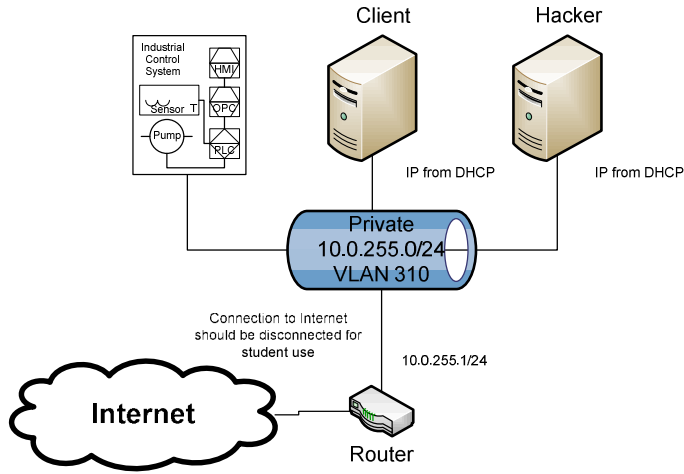 Client
Hacker
Industrial
Control
System
HMI
OPC
Sensor T
Pump
PLC
IP from DHCP
IP from DHCP
Private
10.0.255.0/24
VLAN 310
Connection to Internet
should be disconnected for
student use
10.0.255.1/24
Internet
Router